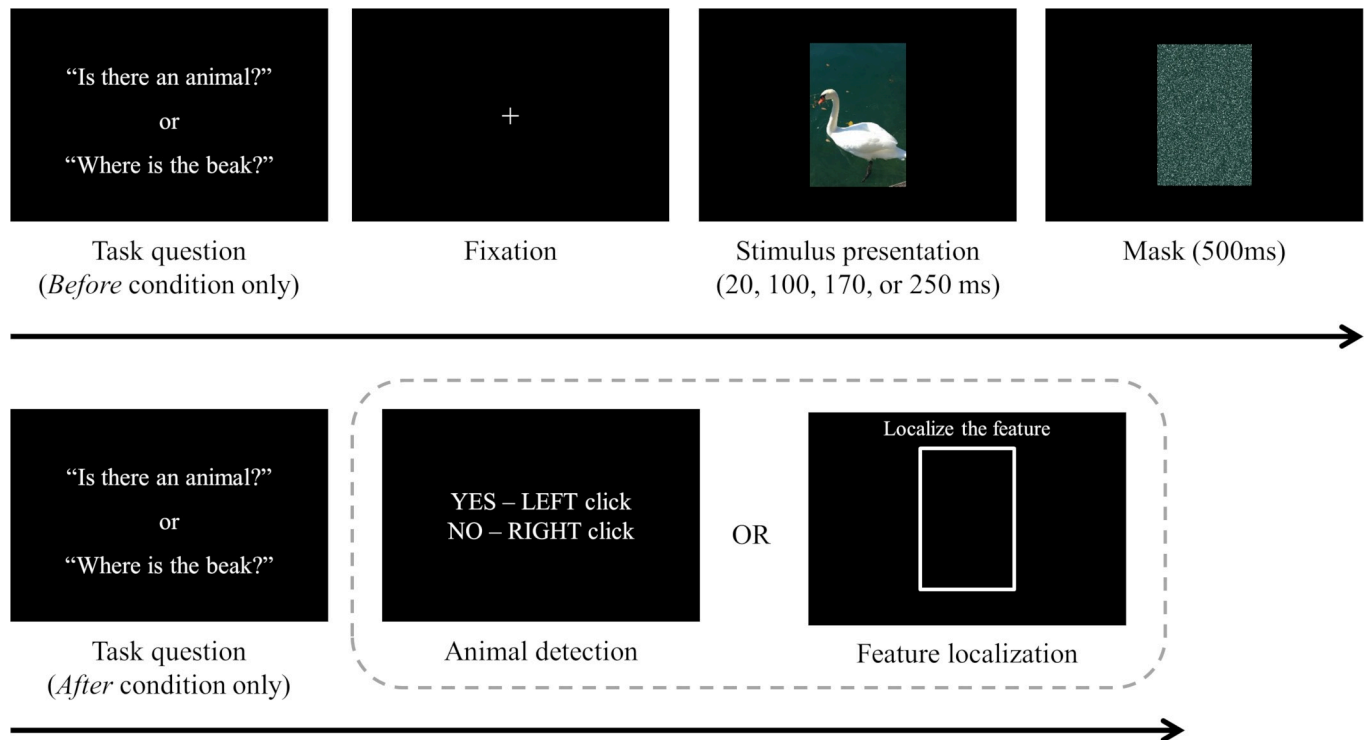 “Is there an animal?”
or
“Where is the beak?”
Task question
(Before condition only)
+
Fixation
Stimulus presentation
(20, 100, 170, or 250 ms)
Mask (500ms)
“Is there an animal?”
or
“Where is the beak?”
Task question
(After condition only)
YES – LEFT click
NO – RIGHT click
Animal detection
OR
Localize the feature
Feature localization